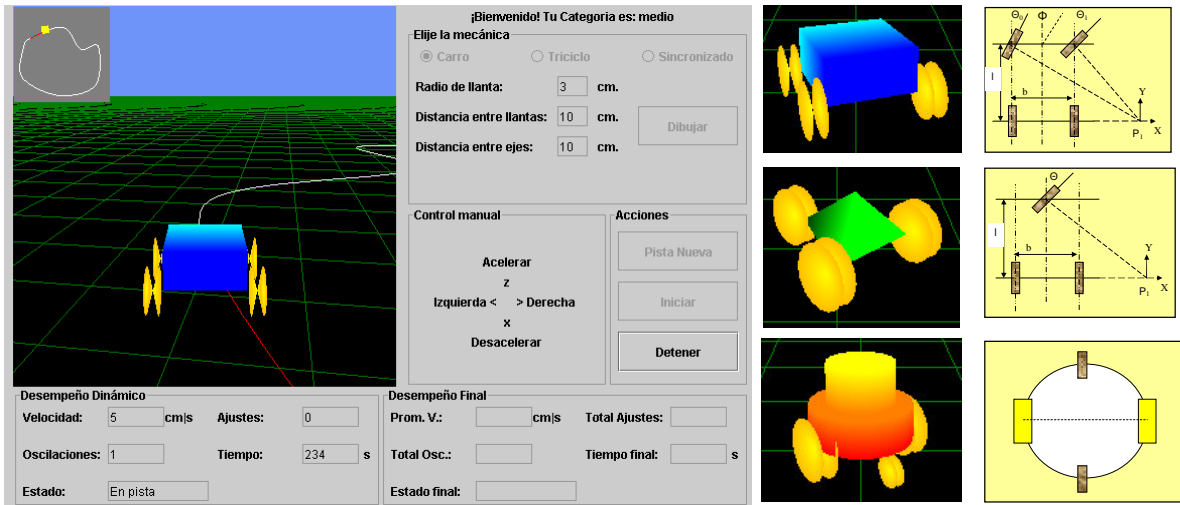 ¡Bienvenido! Tu Categoria es: medio
Elije la mecánica
Carro Triciclo Sincronizado
Radio de llanta: 3 cm.
Distancia entre llantas: 10 cm.
Dibujar
Distancia entre ejes: 10 cm.
Control manual
Acelerar
z
Izquierda < > Derecha
x
Desacelerar
Acciones
Pista Nueva
Iniciar
Detener
Desempeño Dinámico
Velocidad: 5 cm|s Ajustes: 0
Oscilaciones: 1 Tiempo: 234 s
Estado: En pista
Desempeño Final
Prom. V.: cm|s Total Ajustes:
Total Osc.: Tiempo final: s
Estado final:
Θ₀ Φ Θ₁
l
b
Y
P₁ X
Θ
l
b
Y
P₁ X